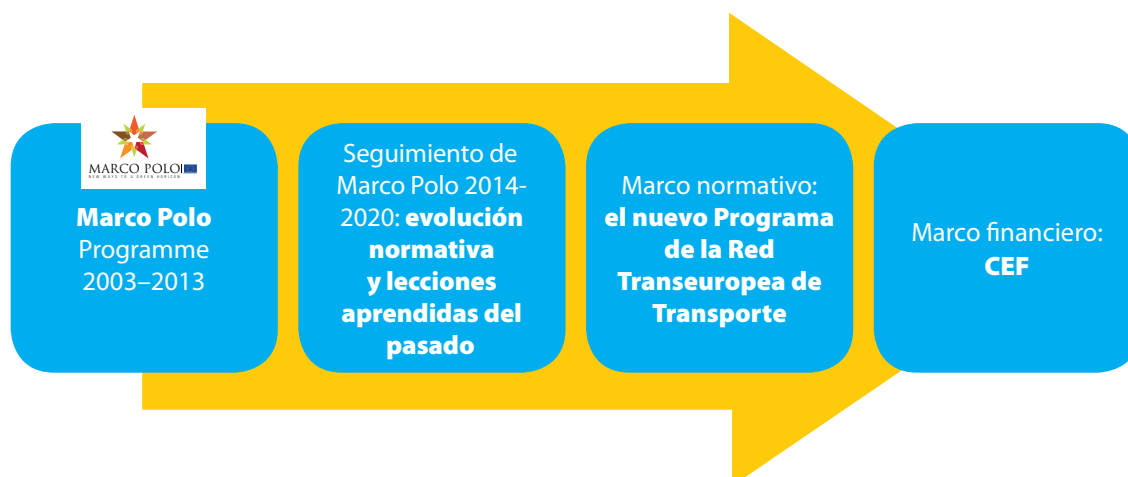 MARCO POLO
NEW WAYS TO A GREEN HORIZON
Marco Polo
Programme
2003–2013
Seguimiento de
Marco Polo 2014-
2020: evolución
normativa
y lecciones
aprendidas del
pasado
Marco normativo:
el nuevo Programa
de la Red
Transeuropea de
Transporte
Marco financiero:
CEF